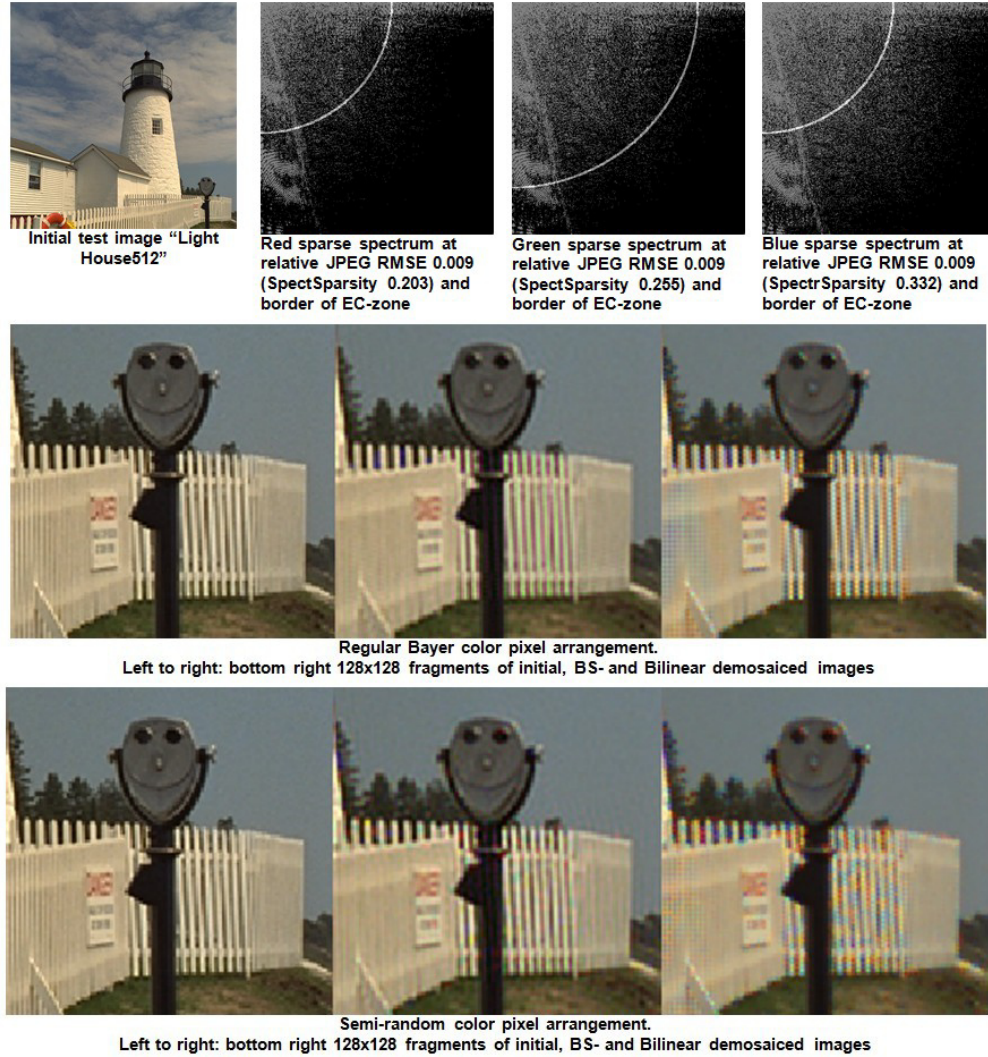 Initial test image “Light
House512”
Red sparse spectrum at
relative JPEG RMSE 0.009
(SpectSparsity 0.203) and
border of EC-zone
Green sparse spectrum at
relative JPEG RMSE 0.009
(SpectSparsity 0.255) and
border of EC-zone
Blue sparse spectrum at
relative JPEG RMSE 0.009
(SpectrSparsity 0.332) and
border of EC-zone
DANGER
Regular Bayer color pixel arrangement.
Left to right: bottom right 128x128 fragments of initial, BS- and Bilinear demosaiced images
DANGER
Semi-random color pixel arrangement.
Left to right: bottom right 128x128 fragments of initial, BS- and Bilinear demosaiced images